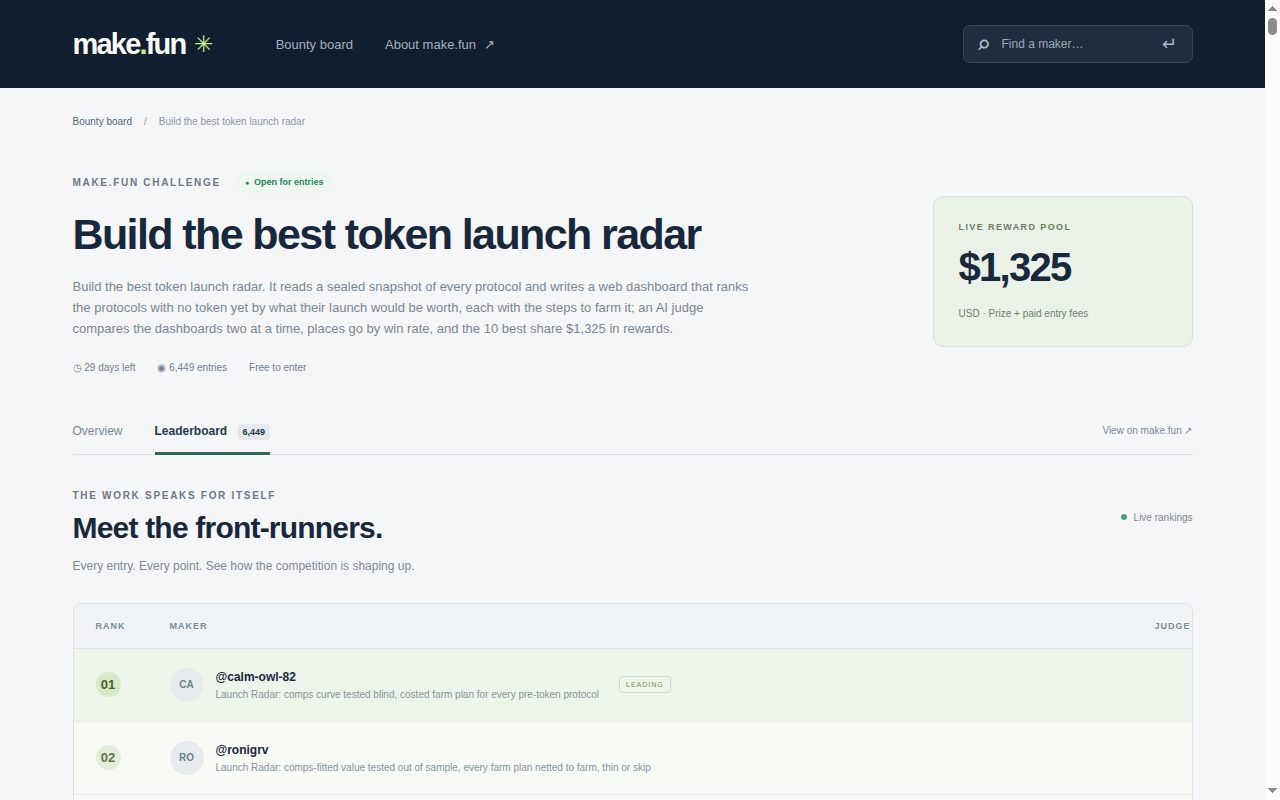 make.fun
Bounty board
About make.fun ↗
Find a maker…
Bounty board / Build the best token launch radar
MAKE.FUN CHALLENGE
Open for entries
Build the best token launch radar
Build the best token launch radar. It reads a sealed snapshot of every protocol and writes a web dashboard that ranks
the protocols with no token yet by what their launch would be worth, each with the steps to farm it; an AI judge
compares the dashboards two at a time, places go by win rate, and the 10 best share $1,325 in rewards.
29 days left
6,449 entries
Free to enter
LIVE REWARD POOL
$1,325
USD · Prize + paid entry fees
Overview
Leaderboard 6,449
View on make.fun ↗
THE WORK SPEAKS FOR ITSELF
Meet the front-runners.
Every entry. Every point. See how the competition is shaping up.
Live rankings
RANK MAKER JUDGE
01 CA @calm-owl-82
Launch Radar: comps curve tested blind, costed farm plan for every pre-token protocol
LEADING
02 RO @ronigrv
Launch Radar: comps-fitted value tested out of sample, every farm plan netted to farm, thin or skip